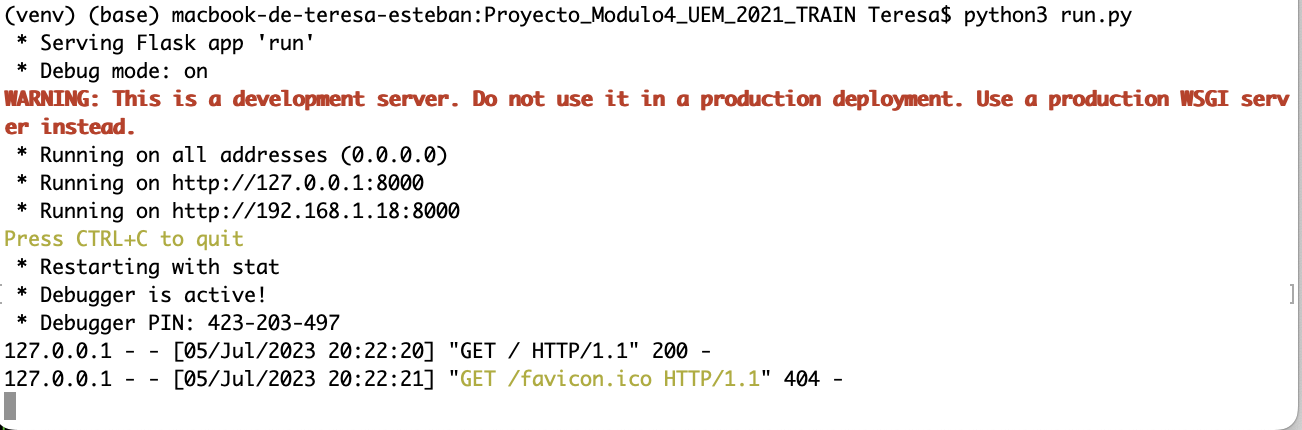 (venv) (base) macbook-de-teresa-esteban:Proyecto_Modulo4_UEM_2021_TRAIN Teresa$ python3 run.py
 * Serving Flask app 'run'
 * Debug mode: on
WARNING: This is a development server. Do not use it in a production deployment. Use a production WSGI serv
er instead.
 * Running on all addresses (0.0.0.0)
 * Running on http://127.0.0.1:8000
 * Running on http://192.168.1.18:8000
Press CTRL+C to quit
 * Restarting with stat
 * Debugger is active!
 * Debugger PIN: 423-203-497
127.0.0.1 - - [05/Jul/2023 20:22:20] "GET / HTTP/1.1" 200 -
127.0.0.1 - - [05/Jul/2023 20:22:21] "GET /favicon.ico HTTP/1.1" 404 -